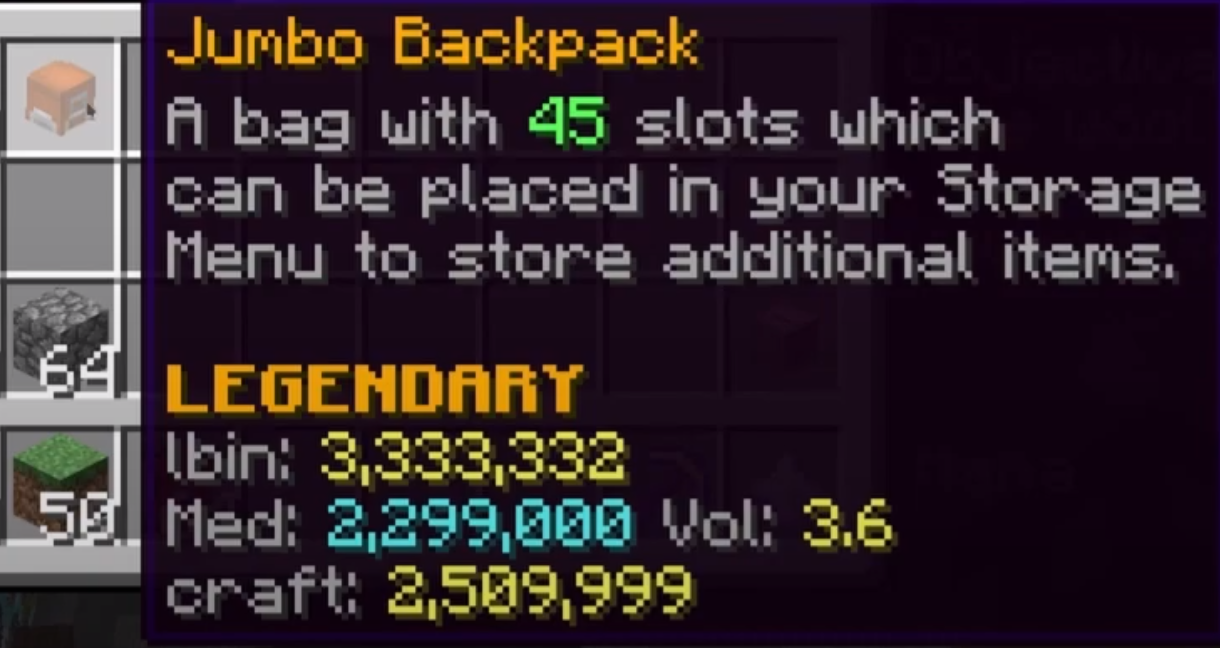 Jumbo Backpack
A bag with 45 slots which
can be placed in your Storage
Menu to store additional items.
LEGENDARY
lbin: 3,333,332
Med: 2,299,000 Vol: 3.6
craft: 2,509,999
64
50